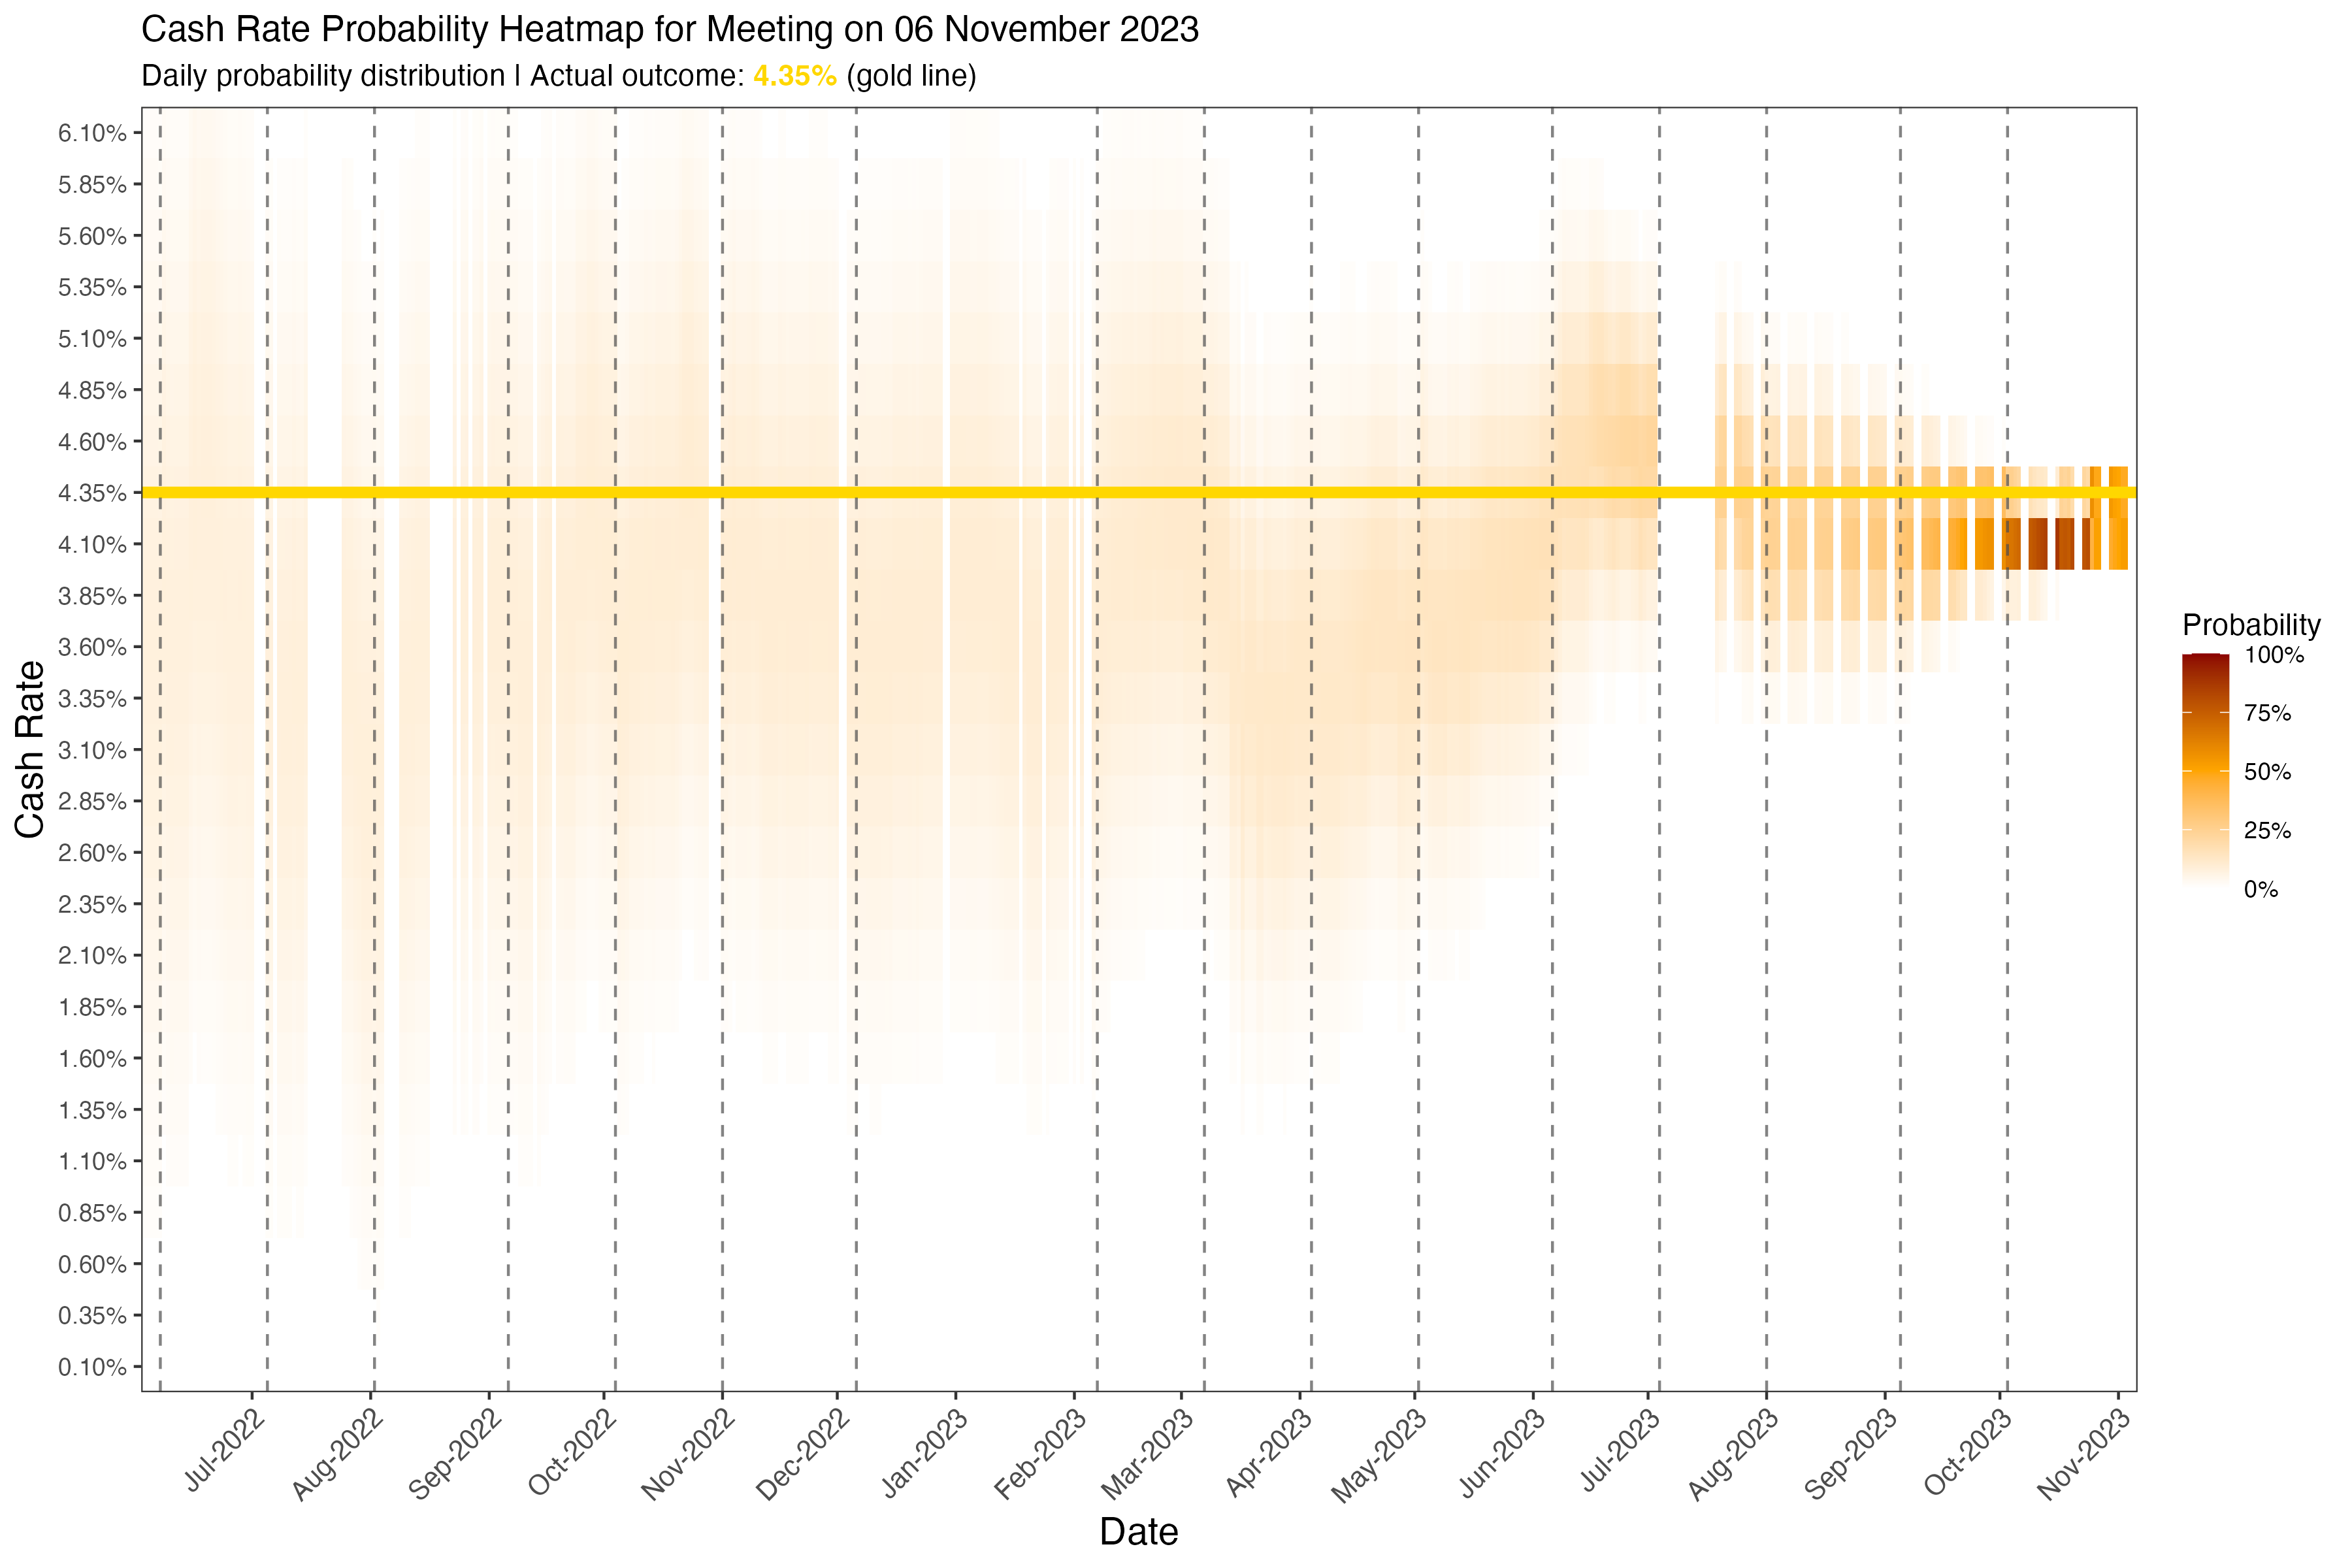 Cash Rate Probability Heatmap for Meeting on 06 November 2023
Daily probability distribution | Actual outcome: 4.35% (gold line)
6.10%
5.85%
5.60%
5.35%
5.10%
4.85%
4.60%
4.35%
4.10%
3.85%
3.60%
3.35%
3.10%
2.85%
2.60%
2.35%
2.10%
1.85%
1.60%
1.35%
1.10%
0.85%
0.60%
0.35%
0.10%
Cash Rate
Jul-2022
Aug-2022
Sep-2022
Oct-2022
Nov-2022
Dec-2022
Jan-2023
Feb-2023
Mar-2023
Apr-2023
May-2023
Jun-2023
Jul-2023
Aug-2023
Sep-2023
Oct-2023
Nov-2023
Date
Probability
100%
75%
50%
25%
0%